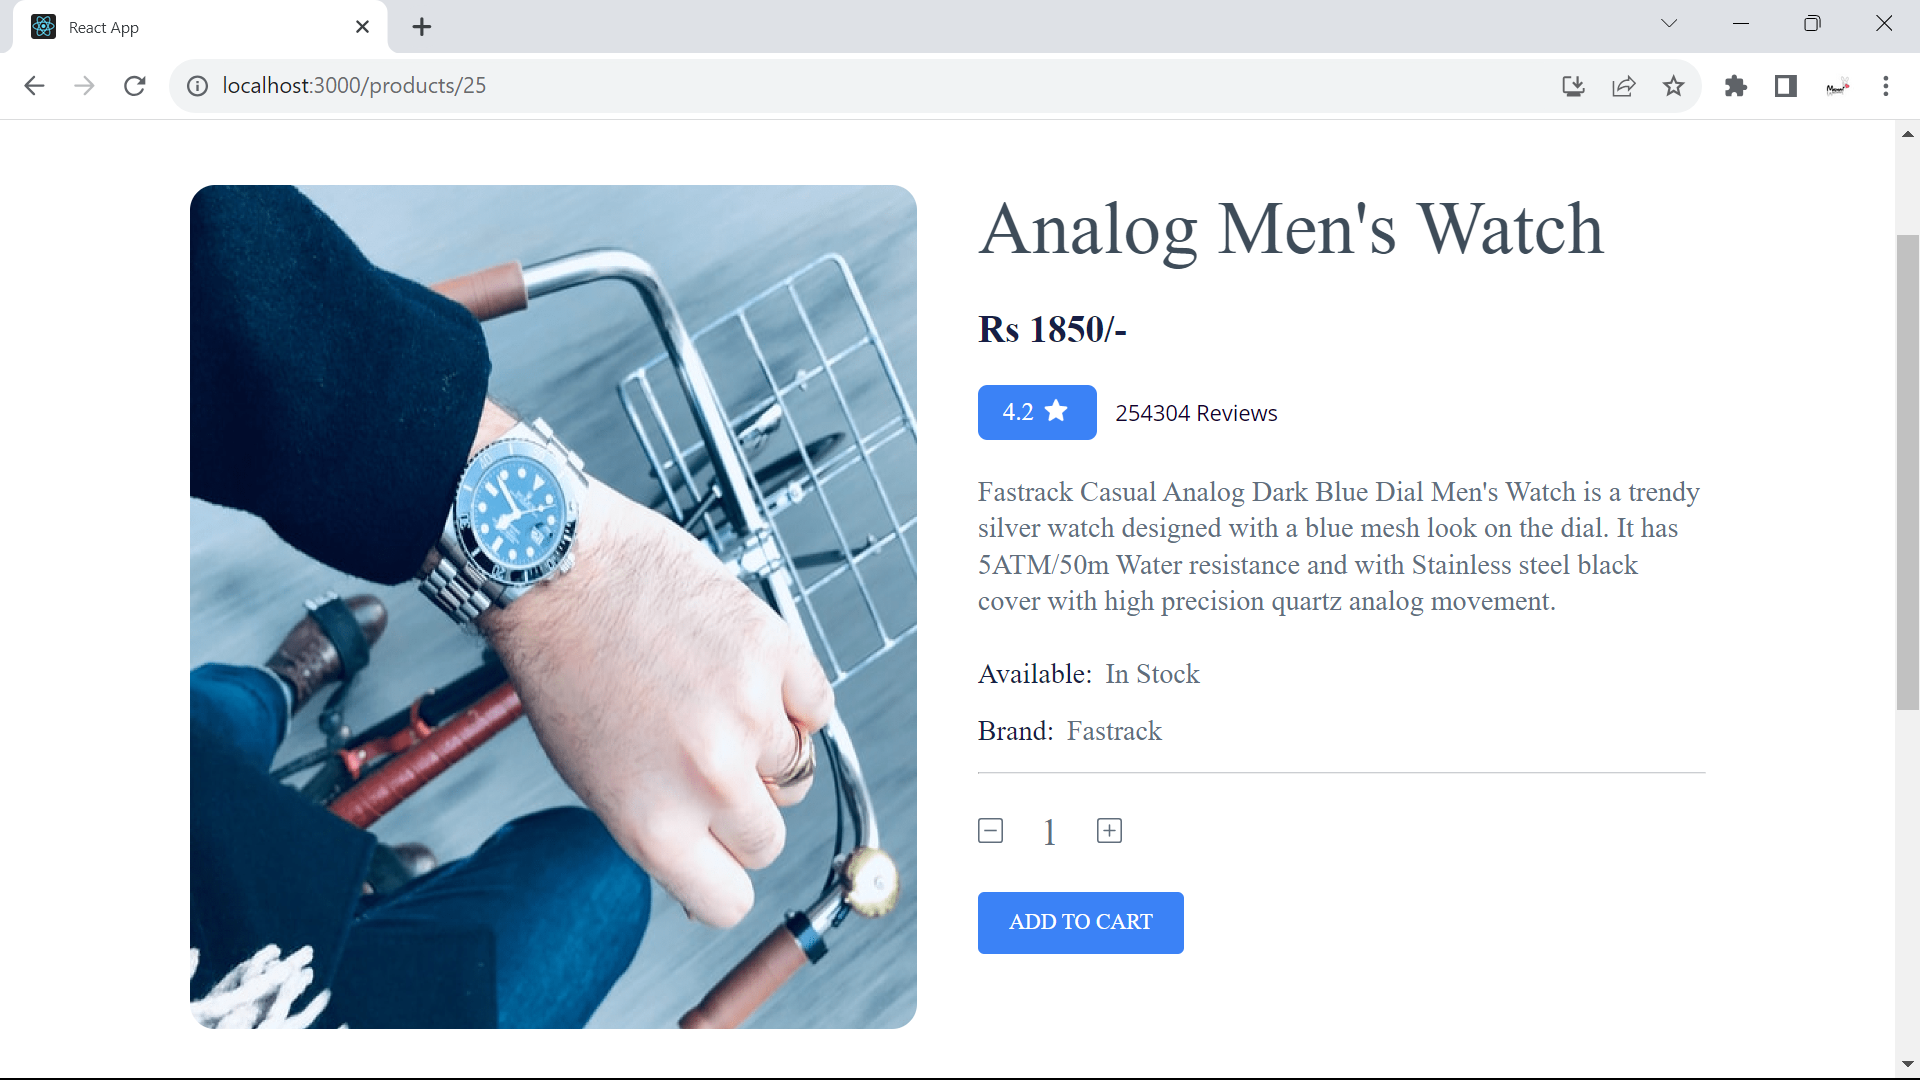 React App
localhost:3000/products/25
Analog Men's Watch
Rs 1850/-
4.2
254304 Reviews
Fastrack Casual Analog Dark Blue Dial Men's Watch is a trendy
silver watch designed with a blue mesh look on the dial. It has
5ATM/50m Water resistance and with Stainless steel black
cover with high precision quartz analog movement.
Available: In Stock
Brand: Fastrack
1
ADD TO CART